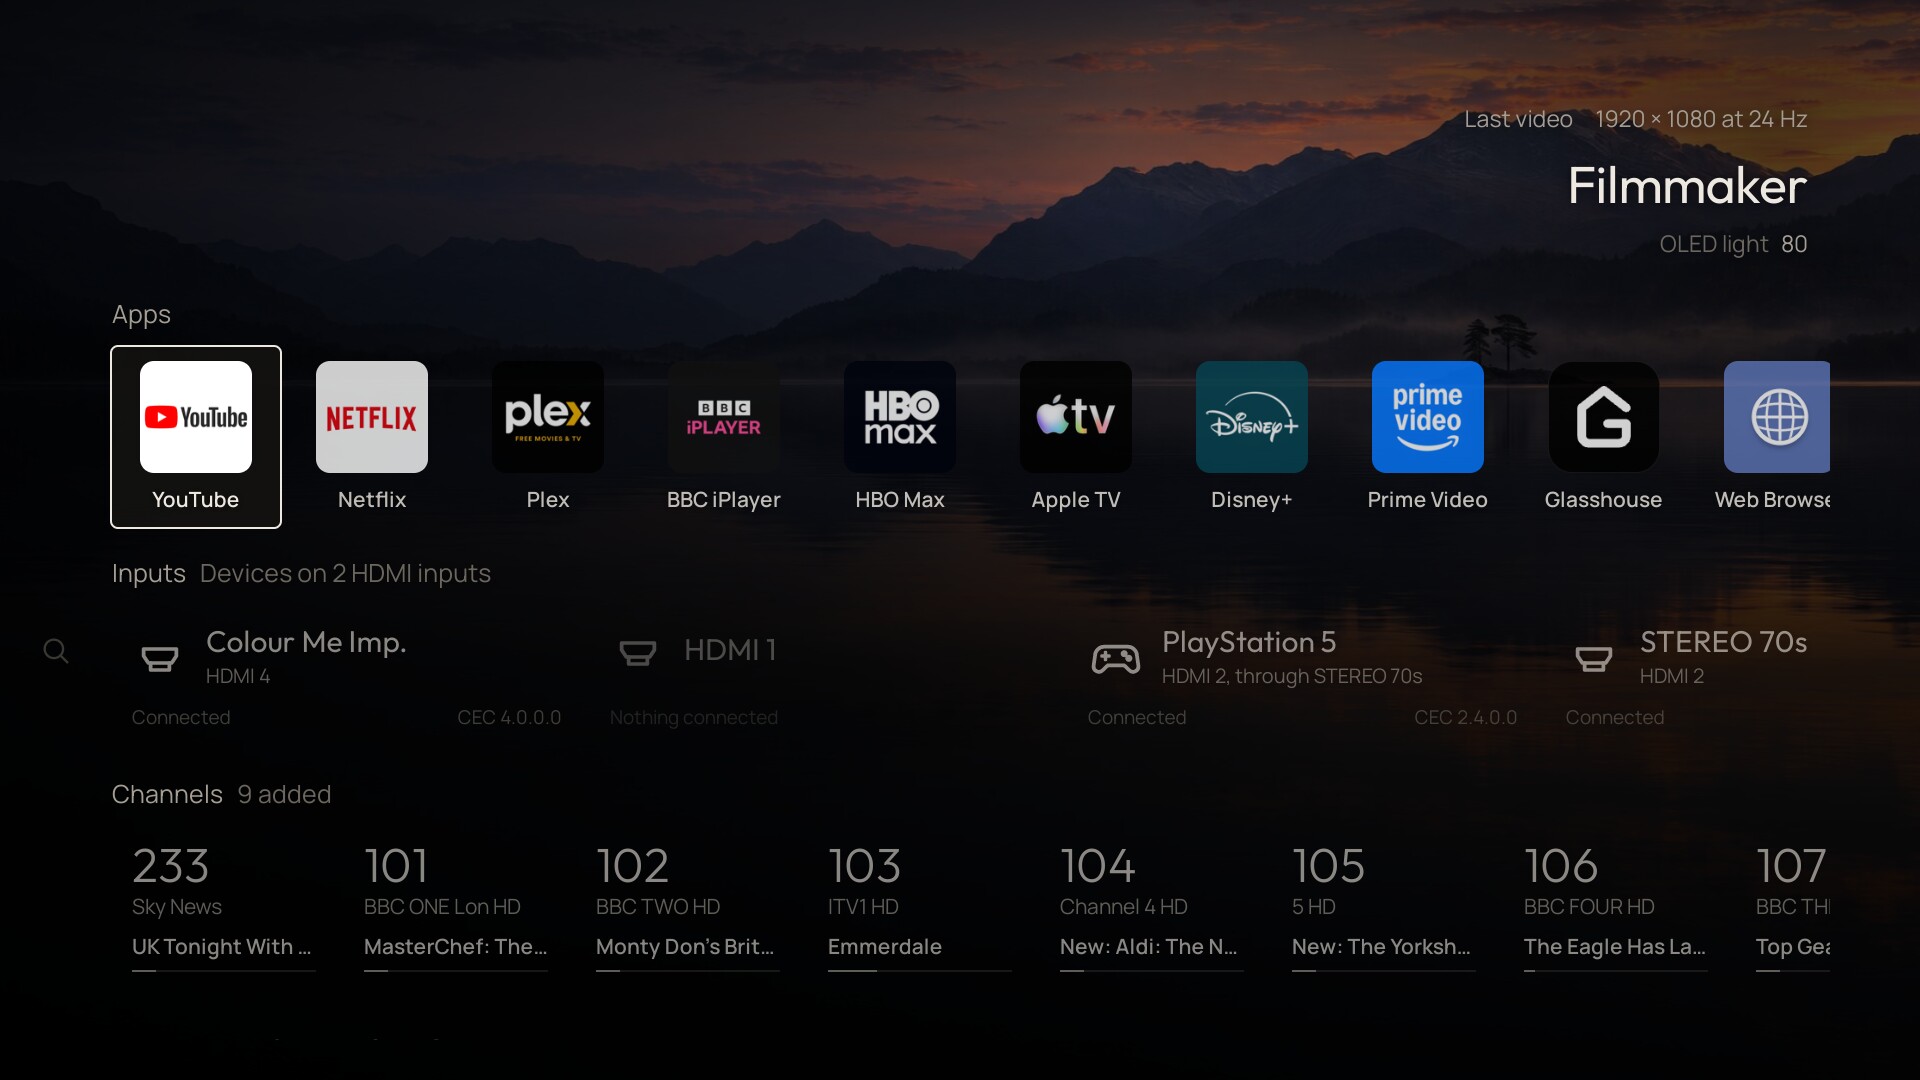 Last video 1920 × 1080 at 24 Hz
Filmmaker
OLED light 80
Apps
YouTube
NETFLIX
plex
FREE MOVIES & TV
BBC
iPLAYER
HBO
max
tv
Disney+
prime
video
YouTube
Netflix
Plex
BBC iPlayer
HBO Max
Apple TV
Disney+
Prime Video
Glasshouse
Web Browse
Inputs Devices on 2 HDMI inputs
Colour Me Imp.
HDMI 4
Connected
CEC 4.0.0.0
HDMI 1
Nothing connected
PlayStation 5
HDMI 2, through STEREO 70s
Connected
CEC 2.4.0.0
STEREO 70s
HDMI 2
Connected
Channels 9 added
233
Sky News
UK Tonight With ...
101
BBC ONE Lon HD
MasterChef: The...
102
BBC TWO HD
Monty Don's Brit...
103
ITV1 HD
Emmerdale
104
Channel 4 HD
New: Aldi: The N...
105
5 HD
New: The Yorksh...
106
BBC FOUR HD
The Eagle Has La...
107
BBC TH
Top Gea